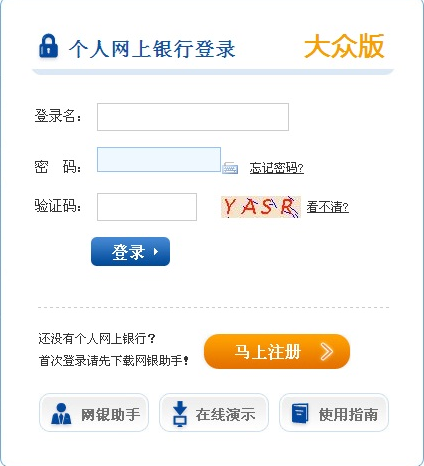 个人网上银行登录 大众版
登录名：
密 码： 忘记密码?
验证码： YASR 看不清?
登录
还没有个人网上银行？
首次登录请先下载网银助手！
马上注册
网银助手 在线演示 使用指南